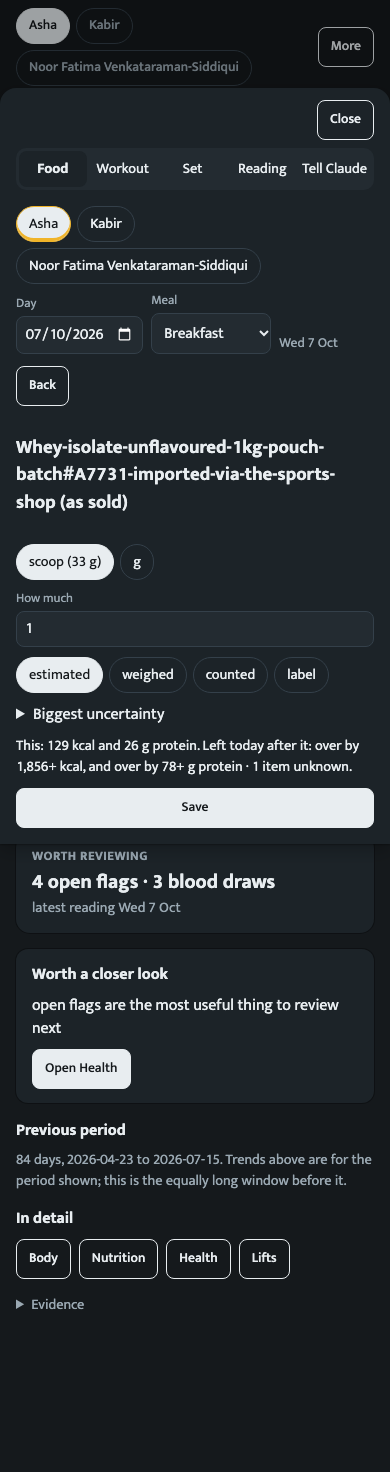 Asha
Kabir
Noor Fatima Venkataraman-Siddiqui
More
Close
Food
Workout
Set
Reading
Tell Claude
Asha
Kabir
Noor Fatima Venkataraman-Siddiqui
Day
Meal
07/10/2026
Breakfast
Wed 7 Oct
Back
Whey-isolate-unflavoured-1kg-pouch-
batch#A7731-imported-via-the-sports-
shop (as sold)
scoop (33 g)
g
How much
1
estimated
weighed
counted
label
Biggest uncertainty
This: 129 kcal and 26 g protein. Left today after it: over by
1,856+ kcal, and over by 78+ g protein · 1 item unknown.
Save
WORTH REVIEWING
4 open flags · 3 blood draws
latest reading Wed 7 Oct
Worth a closer look
open flags are the most useful thing to review
next
Open Health
Previous period
84 days, 2026-04-23 to 2026-07-15. Trends above are for the
period shown; this is the equally long window before it.
In detail
Body
Nutrition
Health
Lifts
Evidence